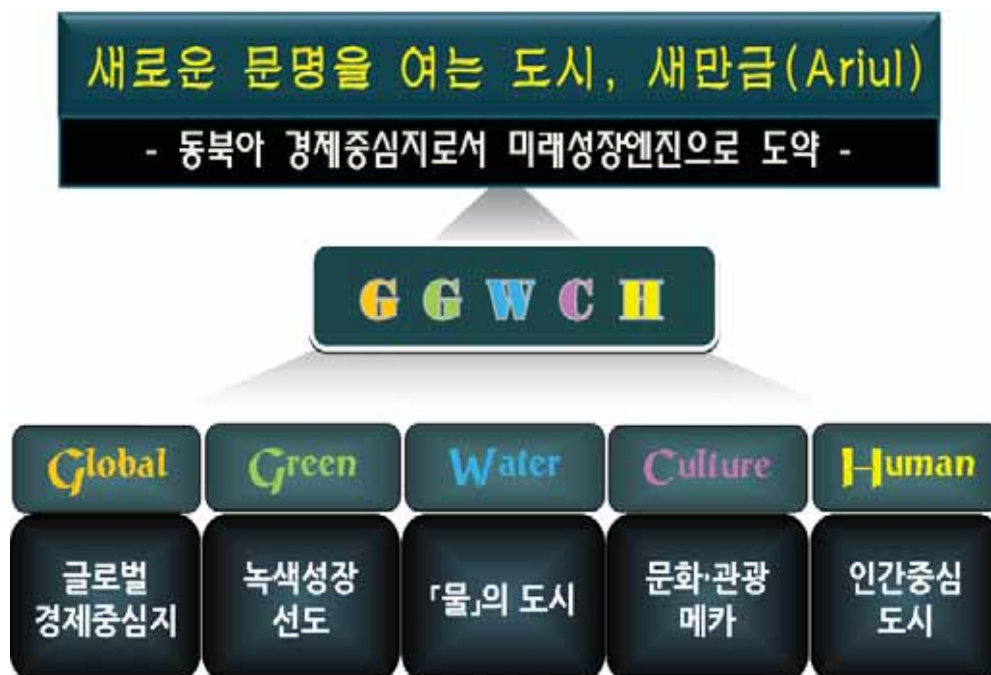 새로운 문명을 여는 도시, 새만금(Ariul)
- 동북아 경제중심지로서 미래성장엔진으로 도약 -
G G W C H
Global
글로벌
경제중심지
Green
녹색성장
선도
Water
「물」의 도시
Culture
문화·관광
메카
Human
인간중심
도시